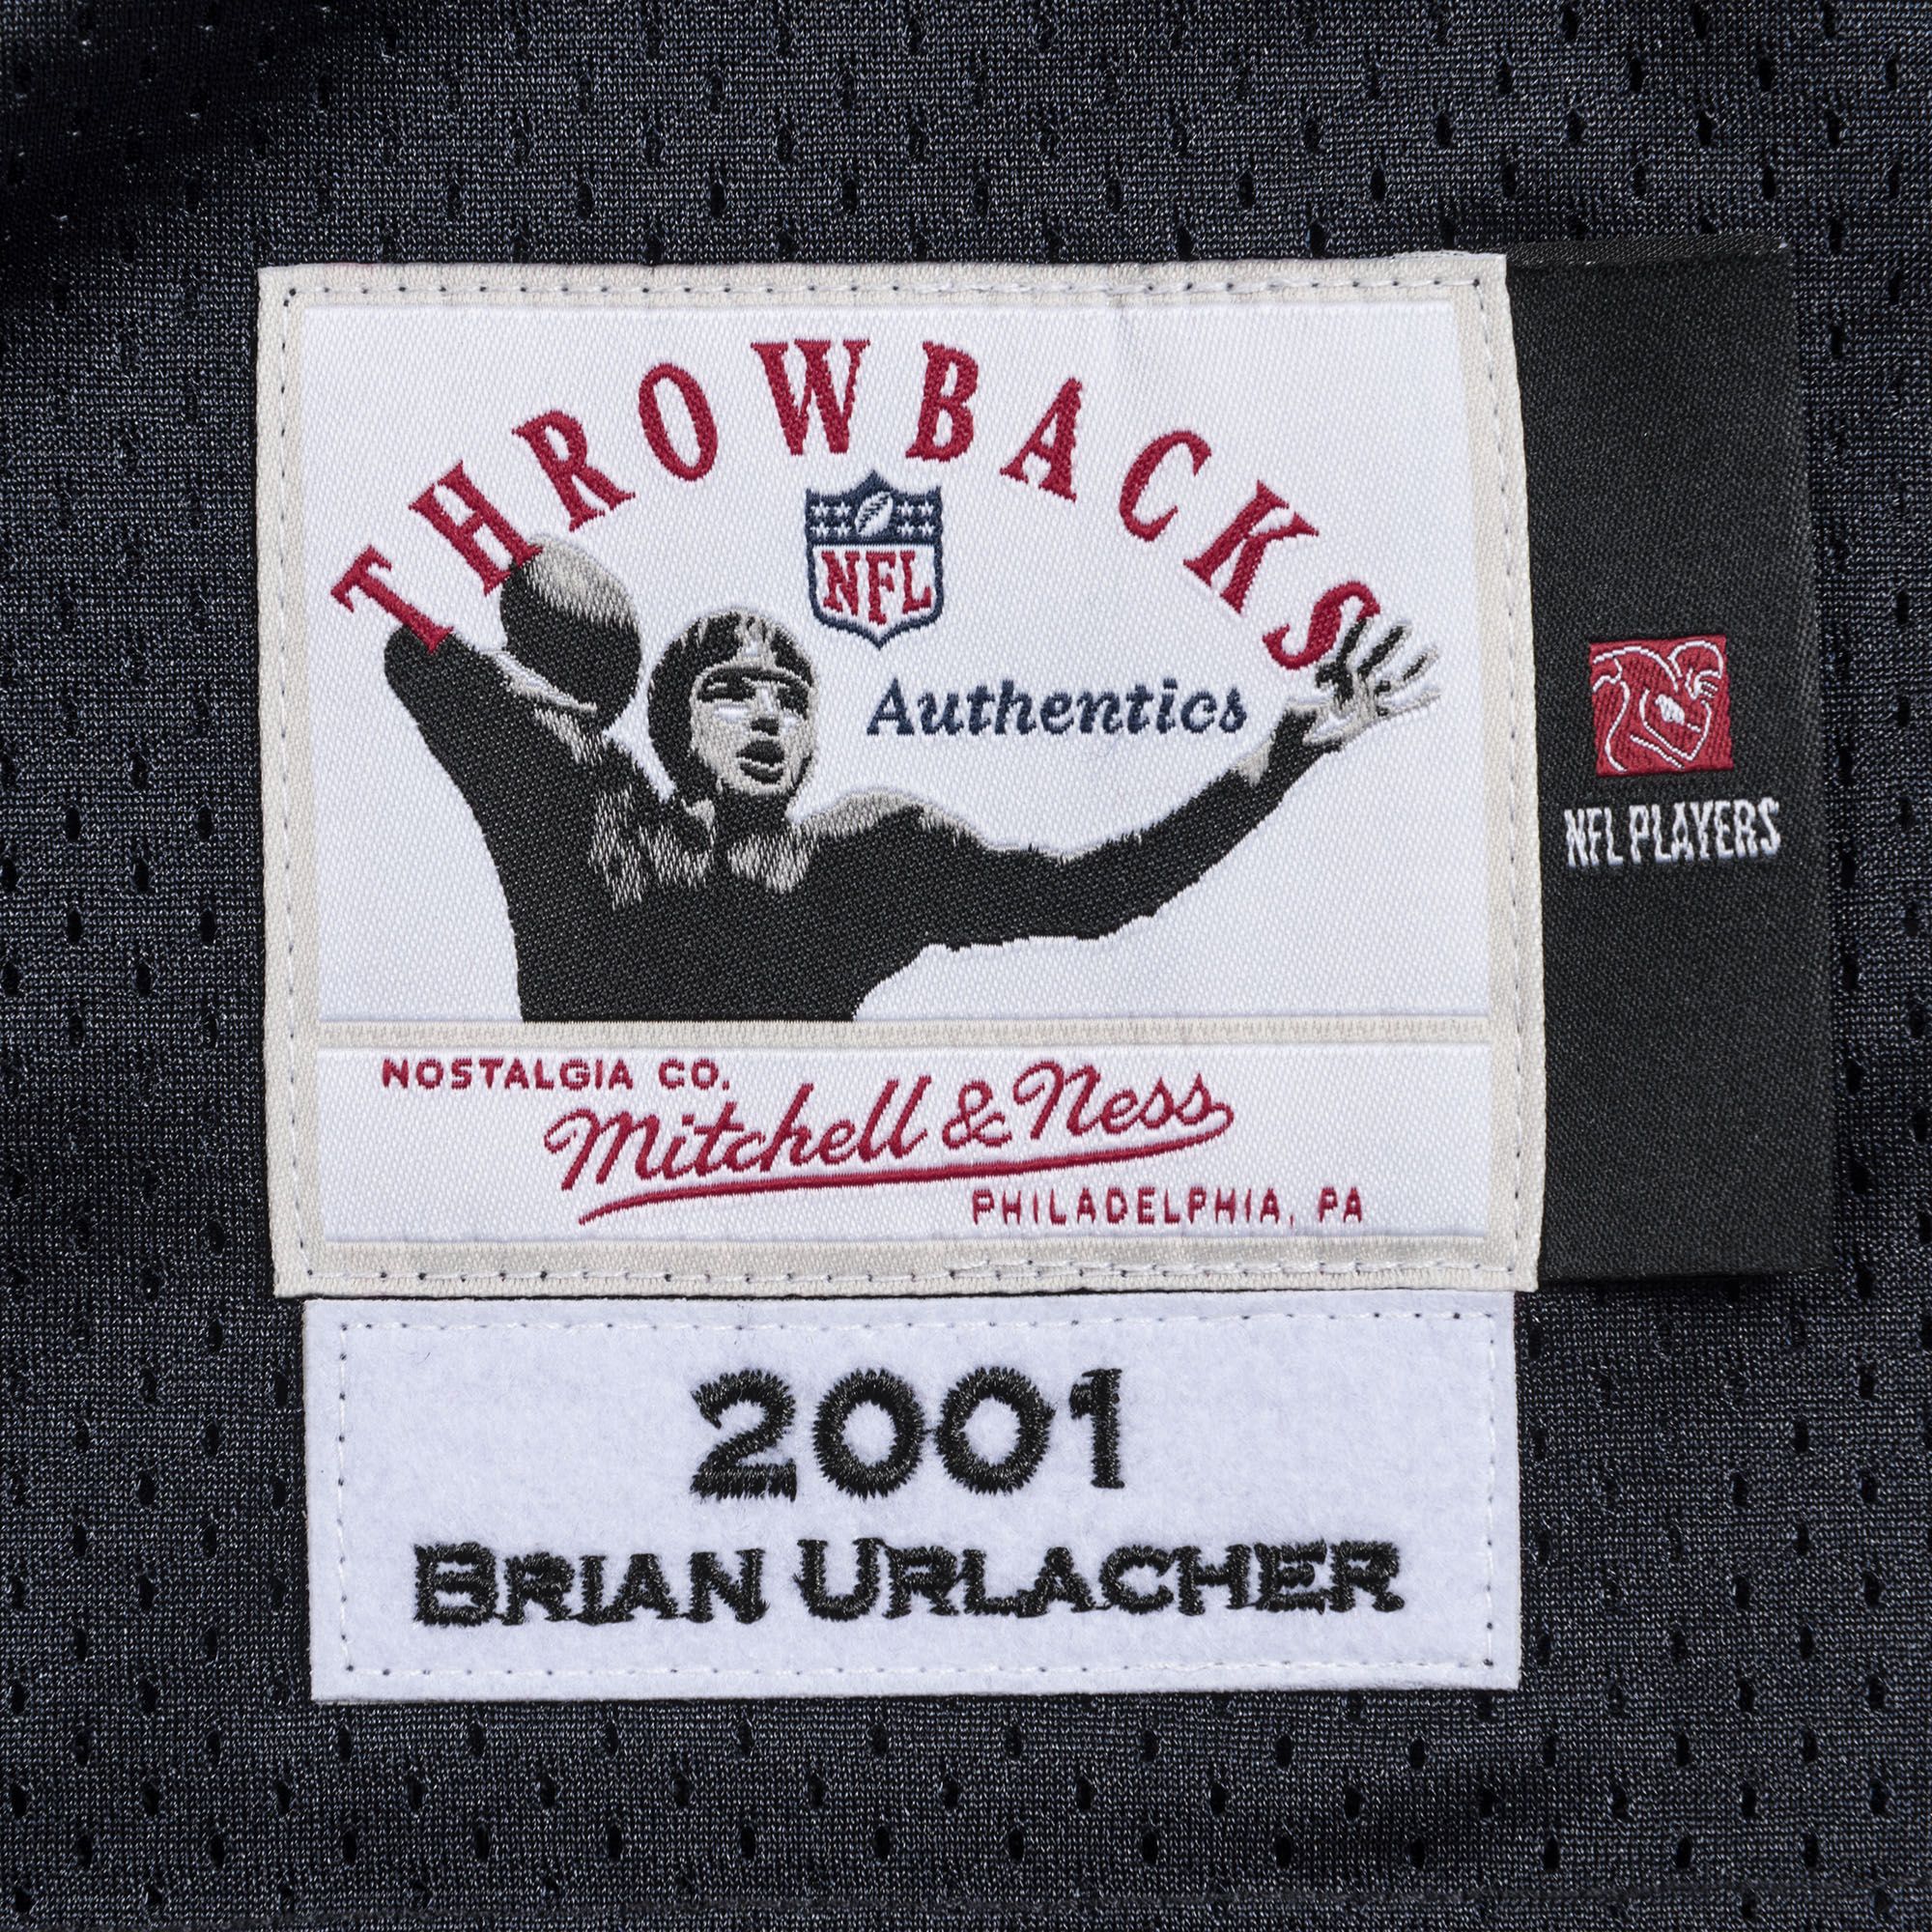 THROWBACKS
NFL
Authentics
NFL PLAYERS
NOSTALGIA CO.
Mitchell & Ness
PHILADELPHIA, PA
2001
BRIAN URLACHER